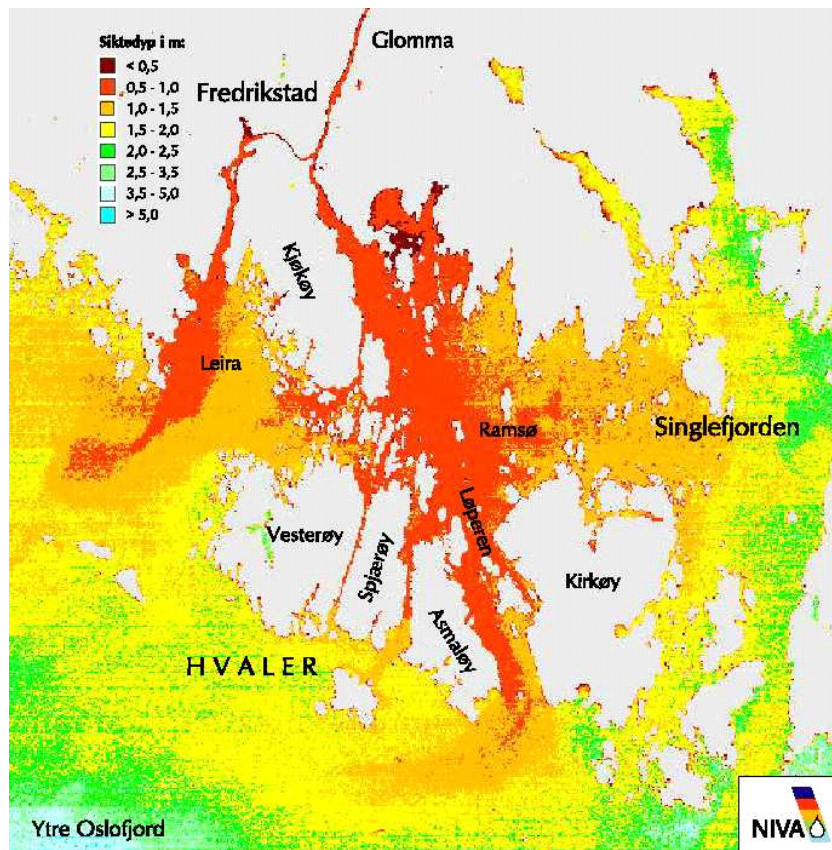 Siktedyp i m:
< 0,5
0,5 - 1,0
1,0 - 1,5
1,5 - 2,0
2,0 - 2,5
2,5 - 3,5
3,5 - 5,0
> 5,0
Glomma
Fredrikstad
Kjøkøy
Leira
Ramsø
Singlefjorden
Løperen
Vesterøy
Spjærøy
Asmaløy
Kirkøy
HVALER
Ytre Oslofjord
NIVA